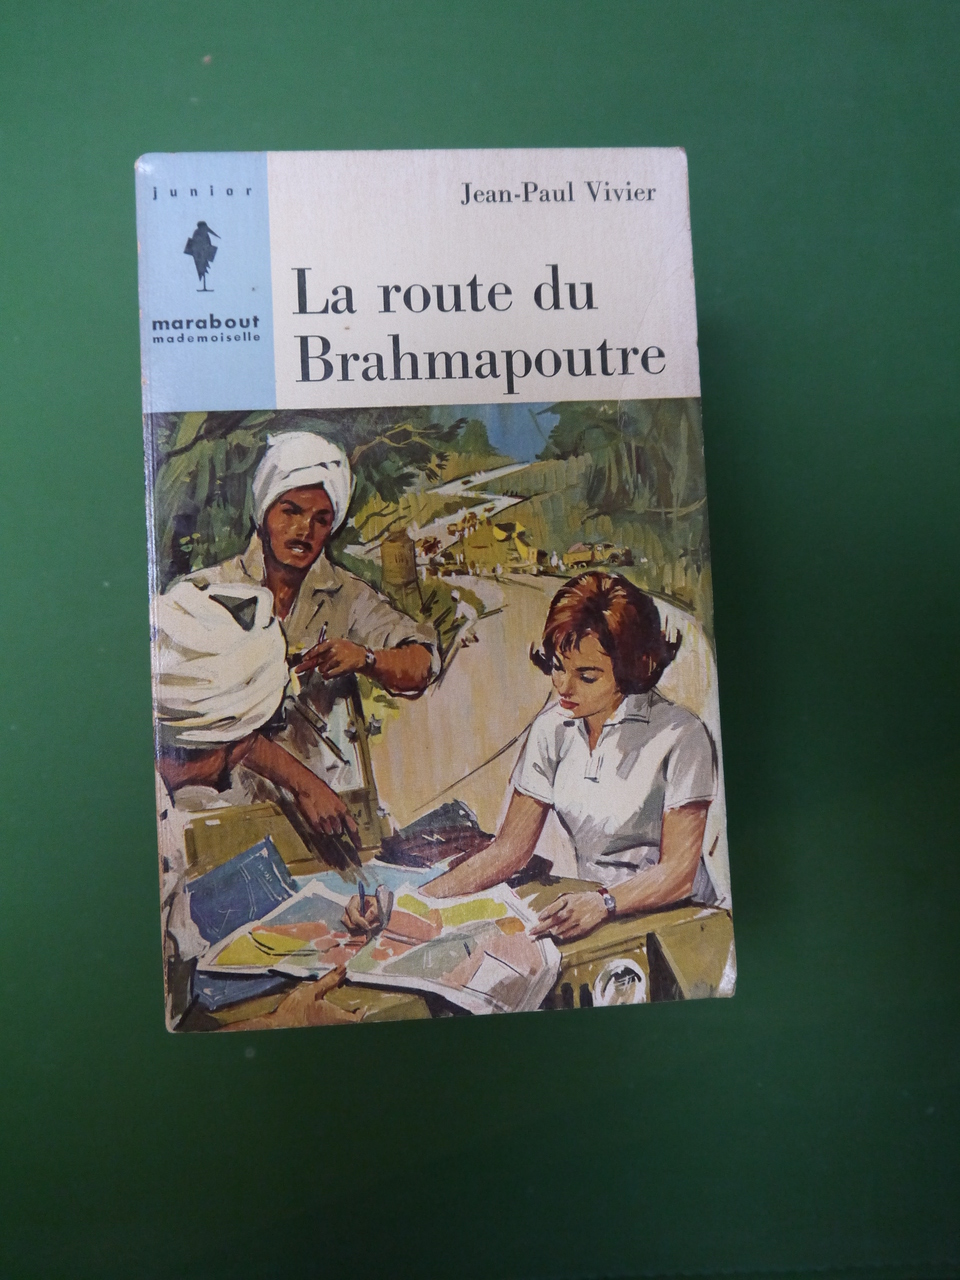 junior
marabout
mademoiselle
Jean-Paul Vivier
La route du
Brahmapoutre